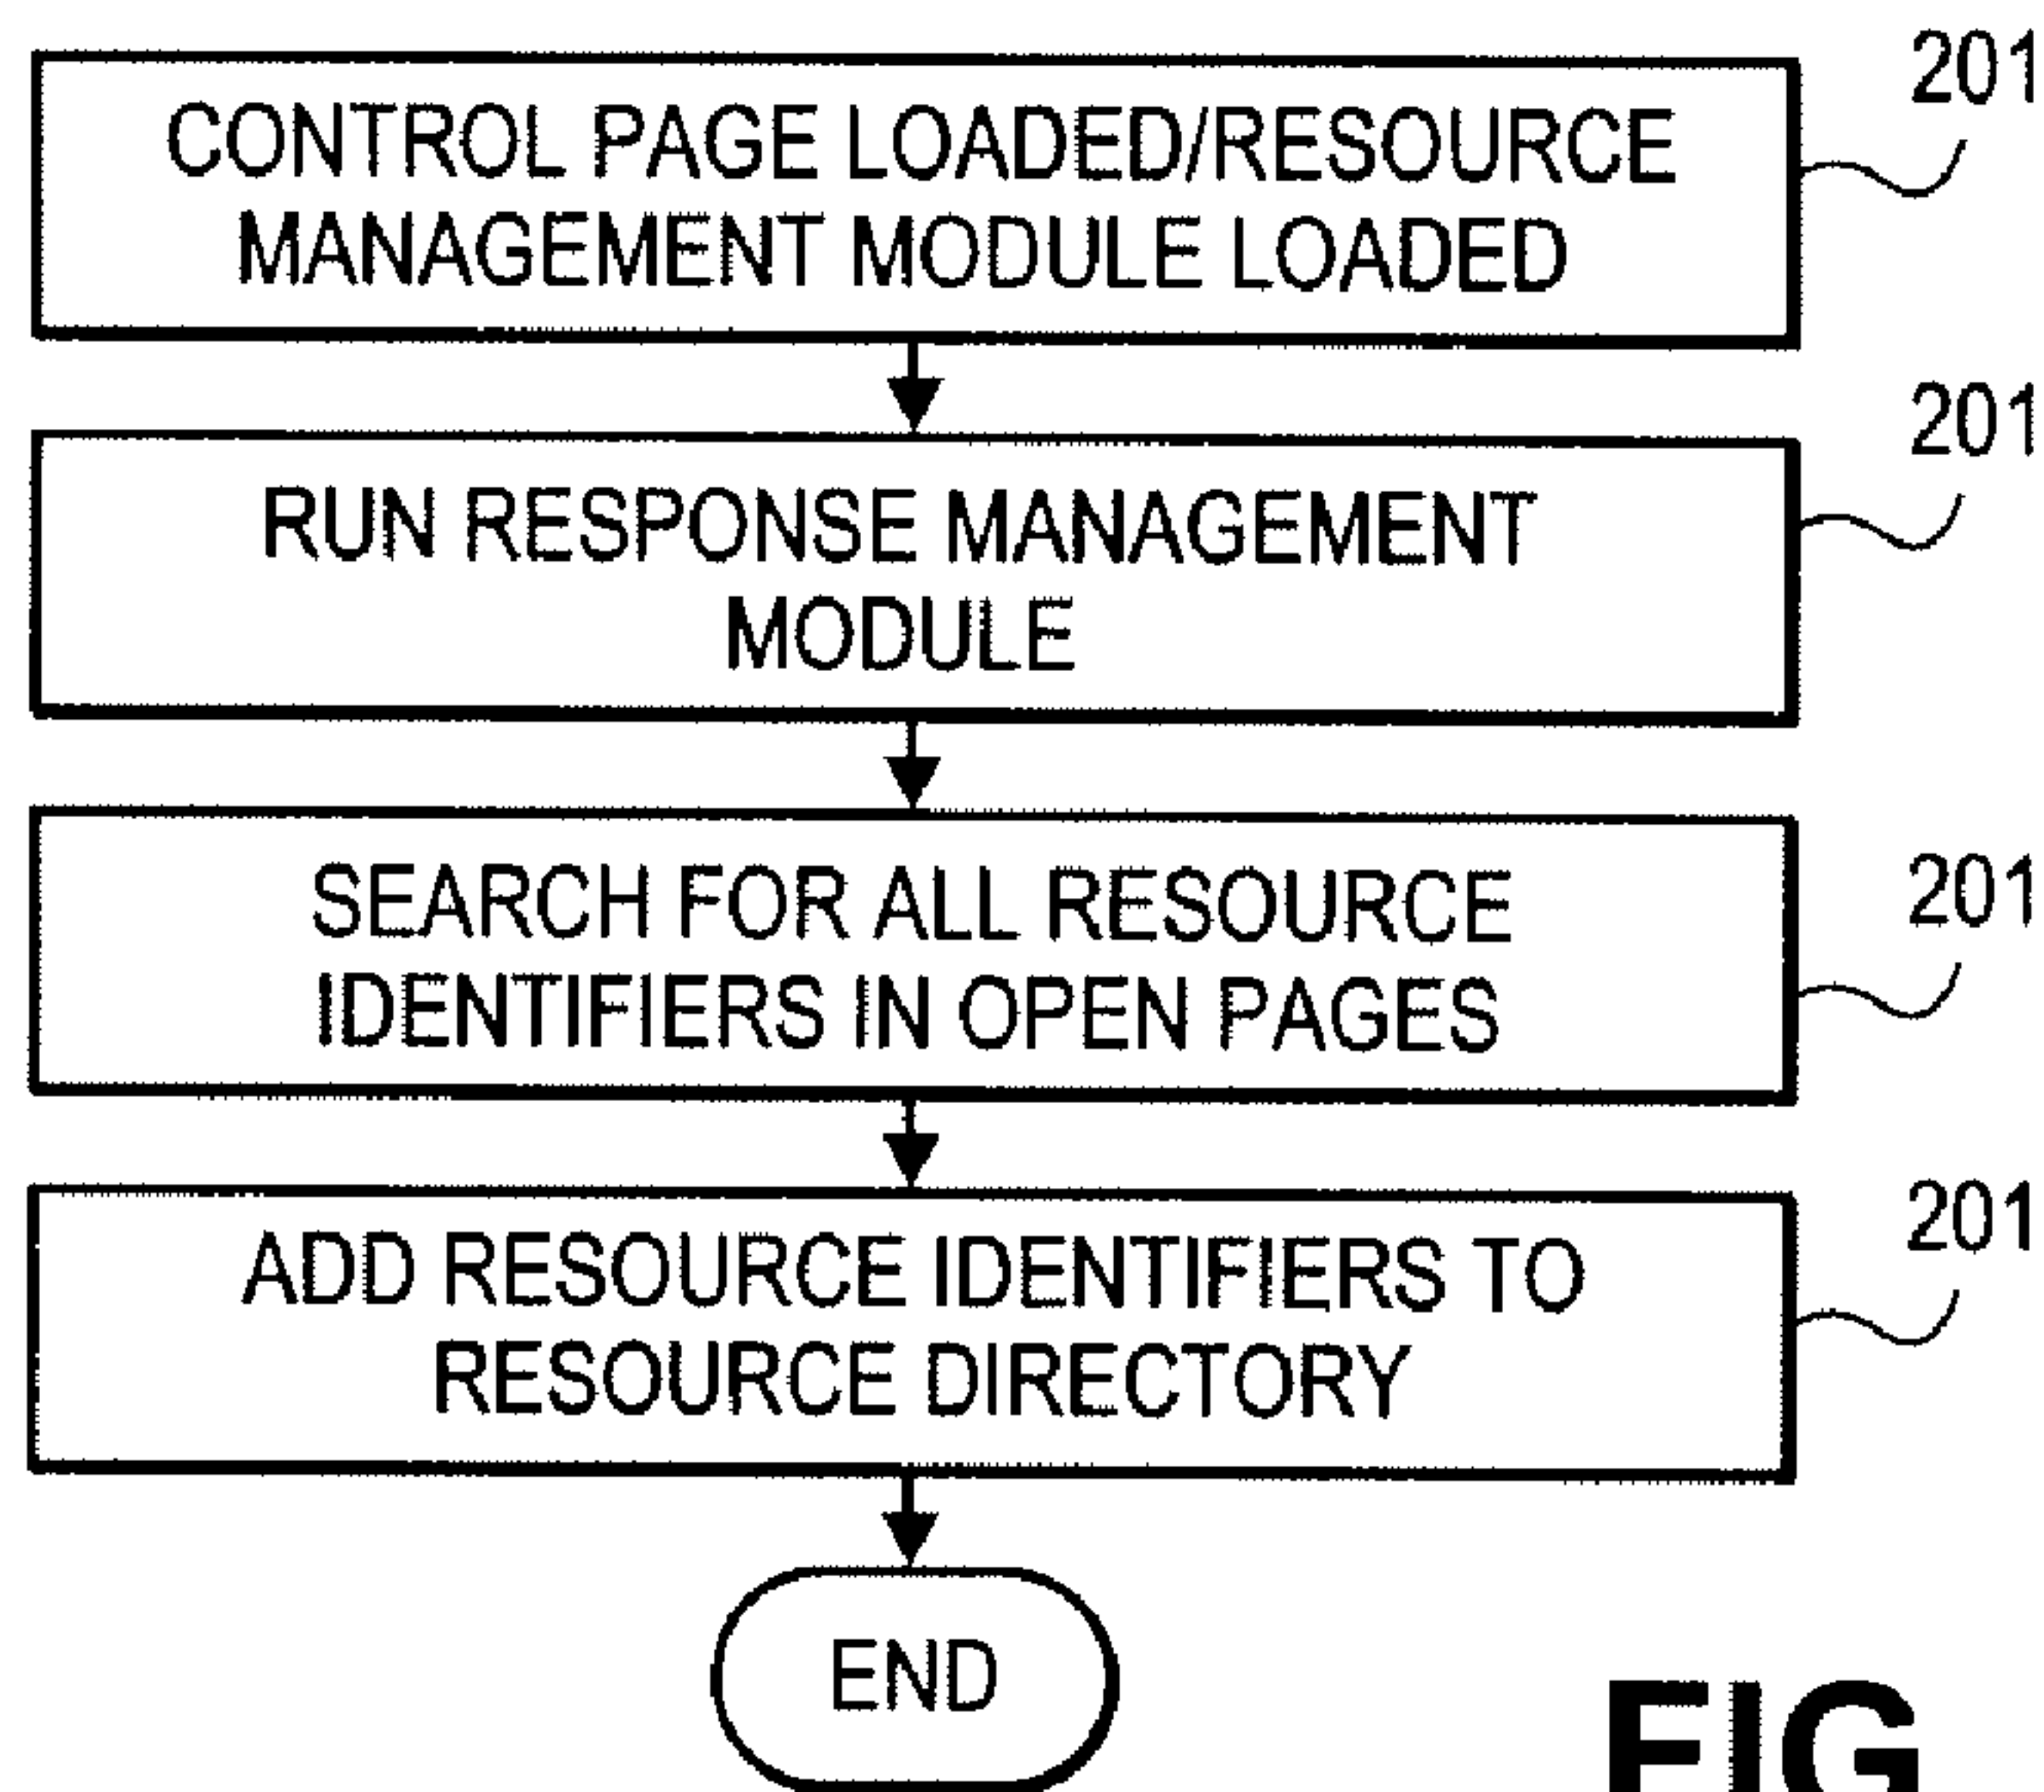 201
CONTROL PAGE LOADED/RESOURCE
MANAGEMENT MODULE LOADED
201
RUN RESPONSE MANAGEMENT
MODULE
201
SEARCH FOR ALL RESOURCE
IDENTIFIERS IN OPEN PAGES
201
ADD RESOURCE IDENTIFIERS TO
RESOURCE DIRECTORY
END
FIG